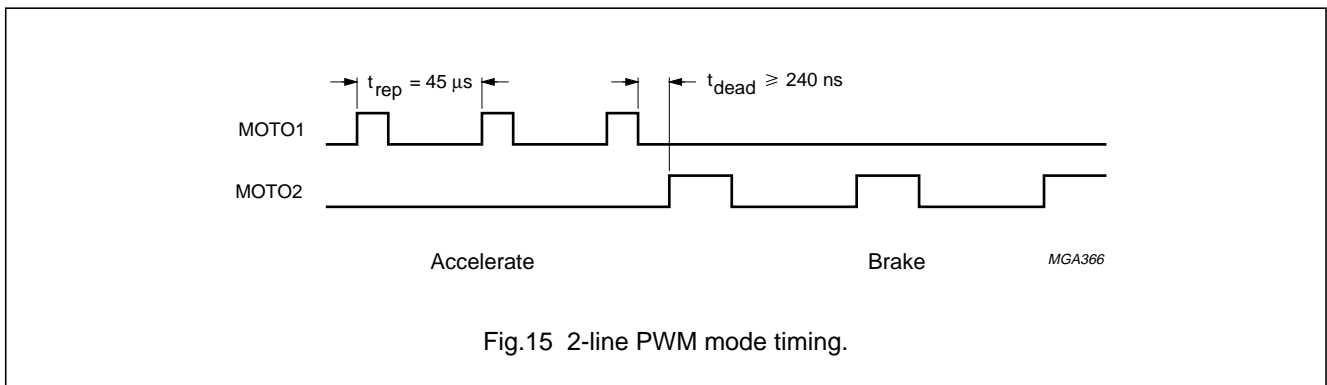 t_rep = 45 µs
t_dead ≥ 240 ns
MOTO1
MOTO2
Accelerate
Brake
MGA366
Fig.15 2-line PWM mode timing.